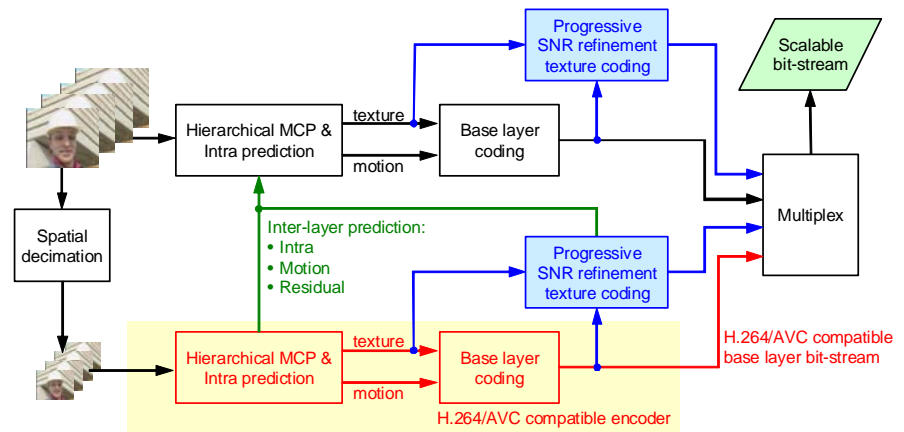 Progressive
SNR refinement
texture coding
Scalable
bit-stream
texture
Hierarchical MCP &
Intra prediction
Base layer
coding
motion
Multiplex
Spatial
decimation
Inter-layer prediction:
• Intra
• Motion
• Residual
Progressive
SNR refinement
texture coding
H.264/AVC compatible
base layer bit-stream
texture
Hierarchical MCP &
Intra prediction
Base layer
coding
motion
H.264/AVC compatible encoder